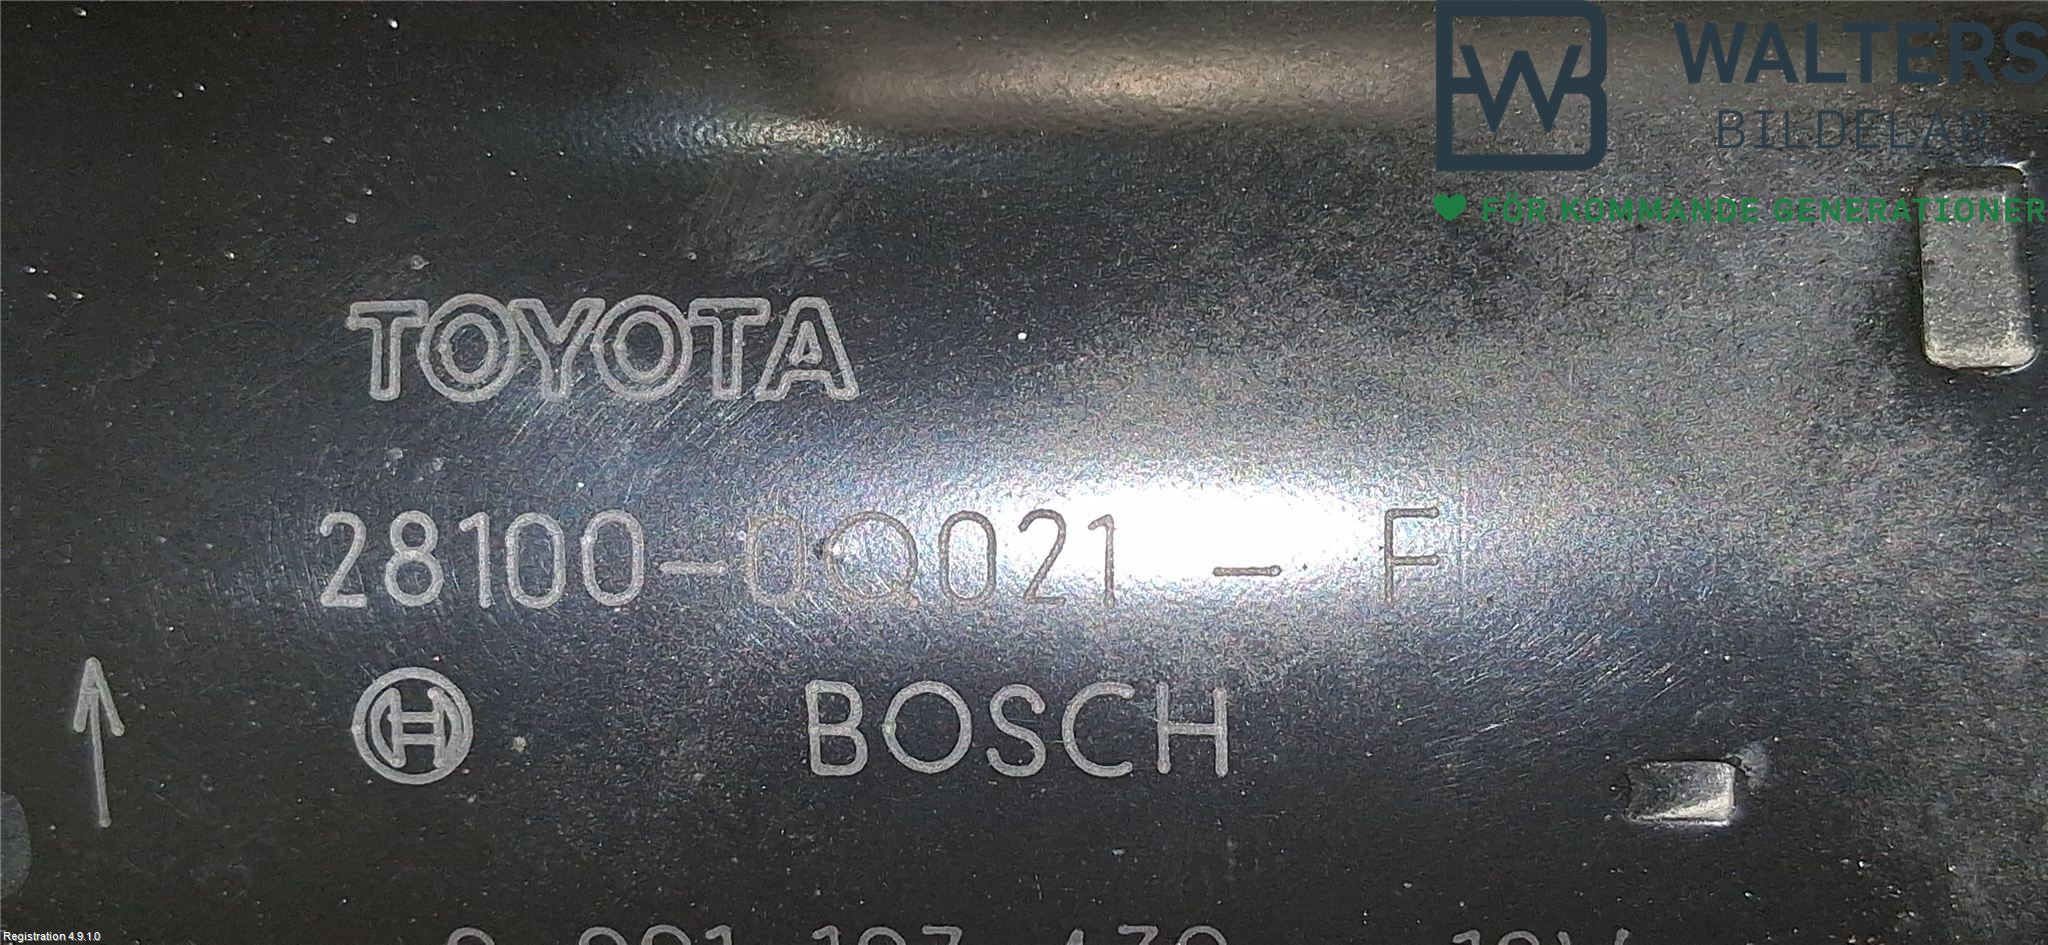 WALTERS
BILDELAR
FÖR KOMMANDE GENERATIONER
TOYOTA
28100-0Q021 - F
BOSCH
Registration 4.9.1.0